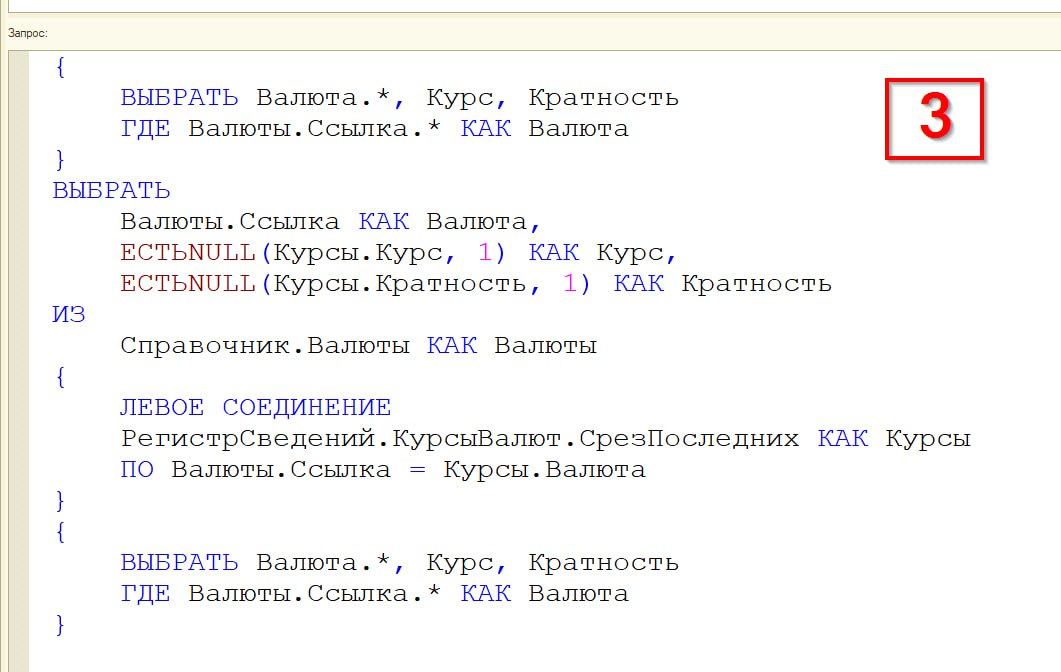 Запрос:
{
ВЫБРАТЬ Валюта.*, Курс, Кратность
ГДЕ Валюты.Ссылка.* КАК Валюта
}
ВЫБРАТЬ
Валюты.Ссылка КАК Валюта,
ЕСТЬNULL(Курсы.Курс, 1) КАК Курс,
ЕСТЬNULL(Курсы.Кратность, 1) КАК Кратность
ИЗ
Справочник.Валюты КАК Валюты
{
ЛЕВОЕ СОЕДИНЕНИЕ
РегистрСведений.КурсыВалют.СрезПоследних КАК Курсы
ПО Валюты.Ссылка = Курсы.Валюта
}
{
ВЫБРАТЬ Валюта.*, Курс, Кратность
ГДЕ Валюты.Ссылка.* КАК Валюта
}
3